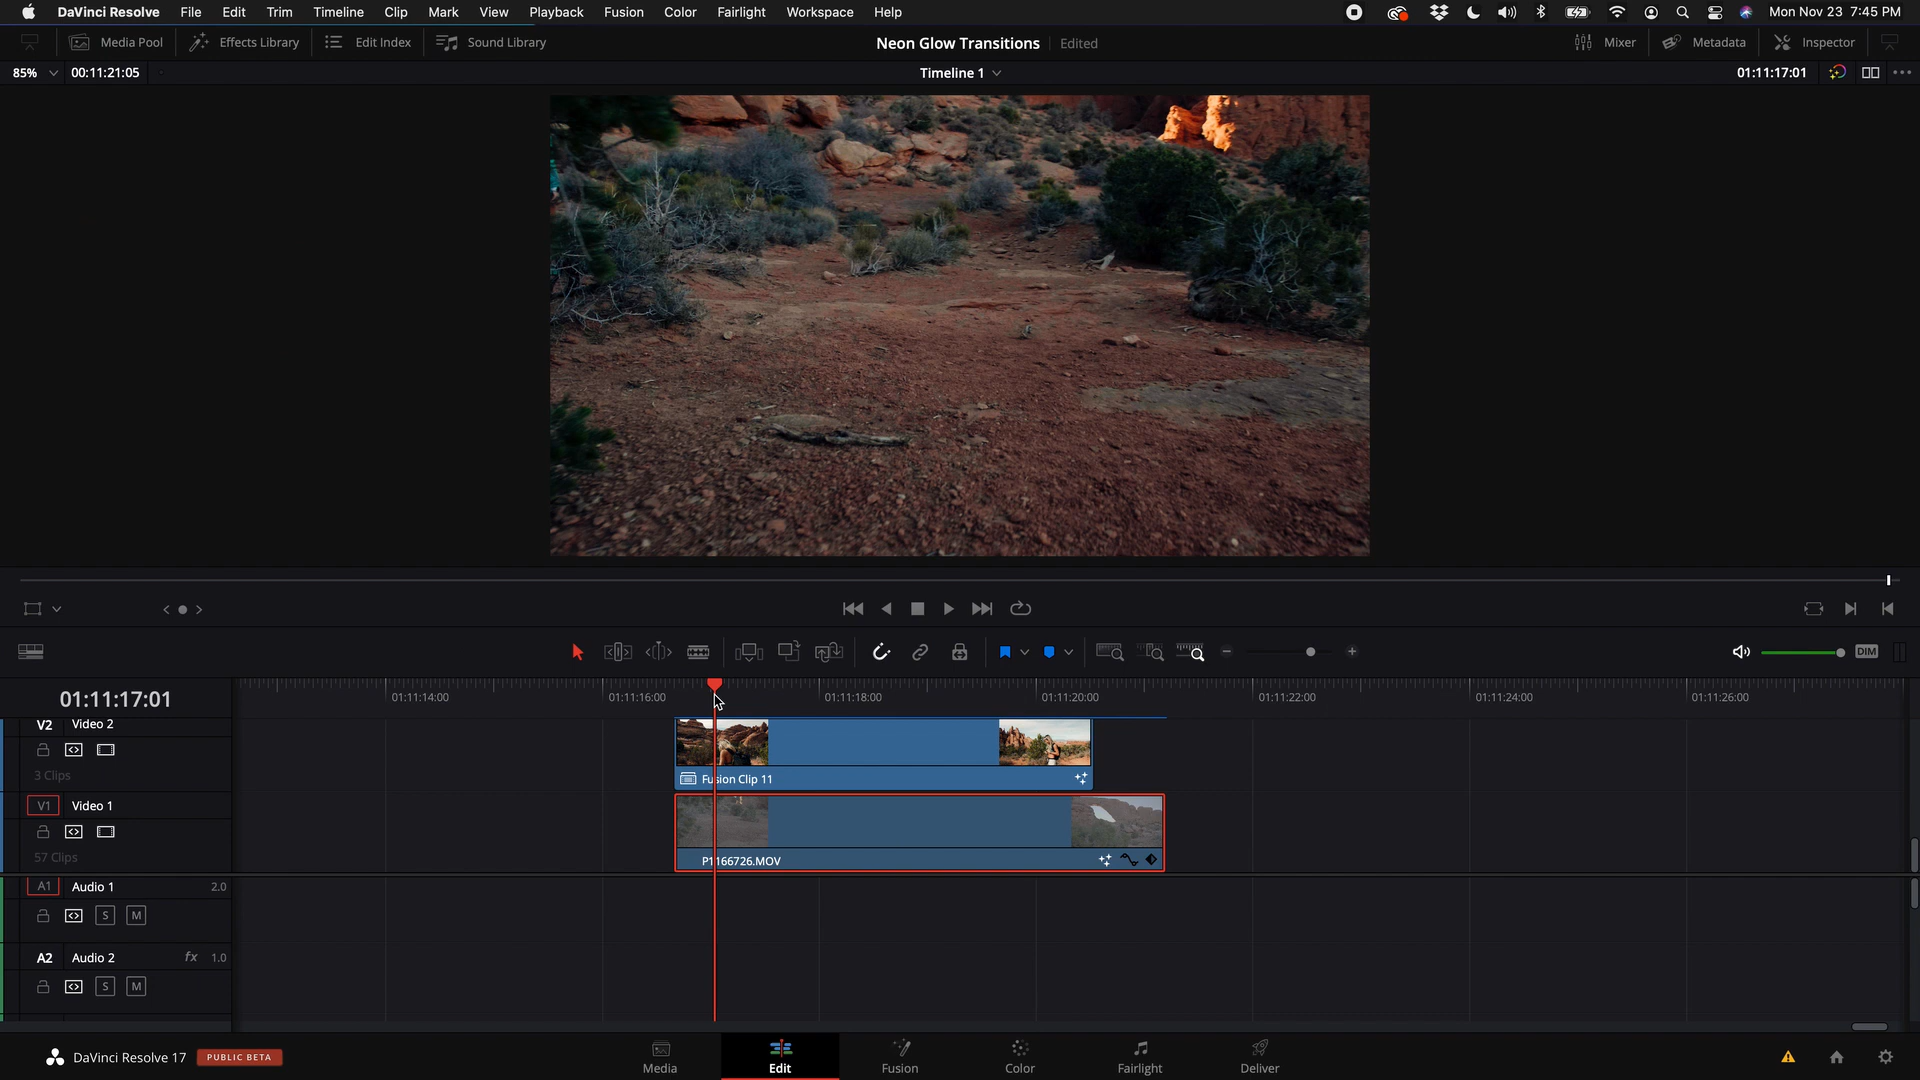 DaVinci Resolve File Edit Trim Timeline Clip Mark View Playback Fusion Color Fairlight Workspace Help Mon Nov 23 7:45 PM
Media Pool Effects Library Edit Index Sound Library Neon Glow Transitions Edited Mixer Metadata Inspector
85% 00:11:21:05 Timeline 1 01:11:17:01
DIM
01:11:17:01 01:11:14:00 01:11:16:00 01:11:18:00 01:11:20:00 01:11:22:00 01:11:24:00 01:11:26:00
V2 Video 2
3 Clips Fusion Clip 11
V1 Video 1
57 Clips P1166726.MOV
A1 Audio 1 2.0
S M
A2 Audio 2 fx 1.0
S M
DaVinci Resolve 17 PUBLIC BETA Media Edit Fusion Color Fairlight Deliver